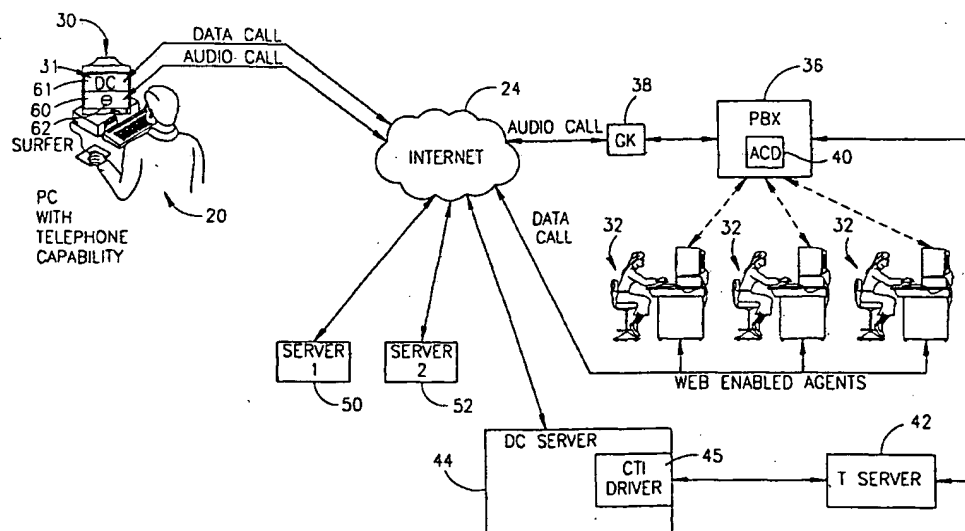 30
DATA CALL
AUDIO CALL
31
61
DC
60
62
SURFER
20
PC
WITH
TELEPHONE
CAPABILITY
24
INTERNET
AUDIO CALL
38
GK
36
PBX
ACD
40
DATA
CALL
32
32
32
WEB ENABLED AGENTS
SERVER
1
50
SERVER
2
52
DC SERVER
44
CTI
DRIVER
45
42
T SERVER